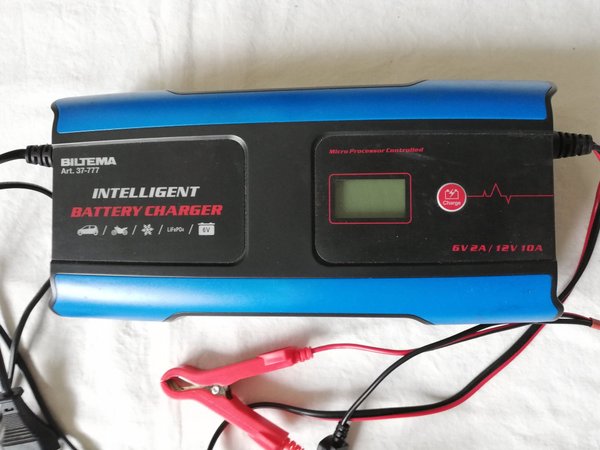 BILTEMA
Art. 37-777
INTELLIGENT
BATTERY CHARGER
/ / / LiFePO4 / 6V
Micro Processor Controlled
Charge
6V 2A / 12V 10A